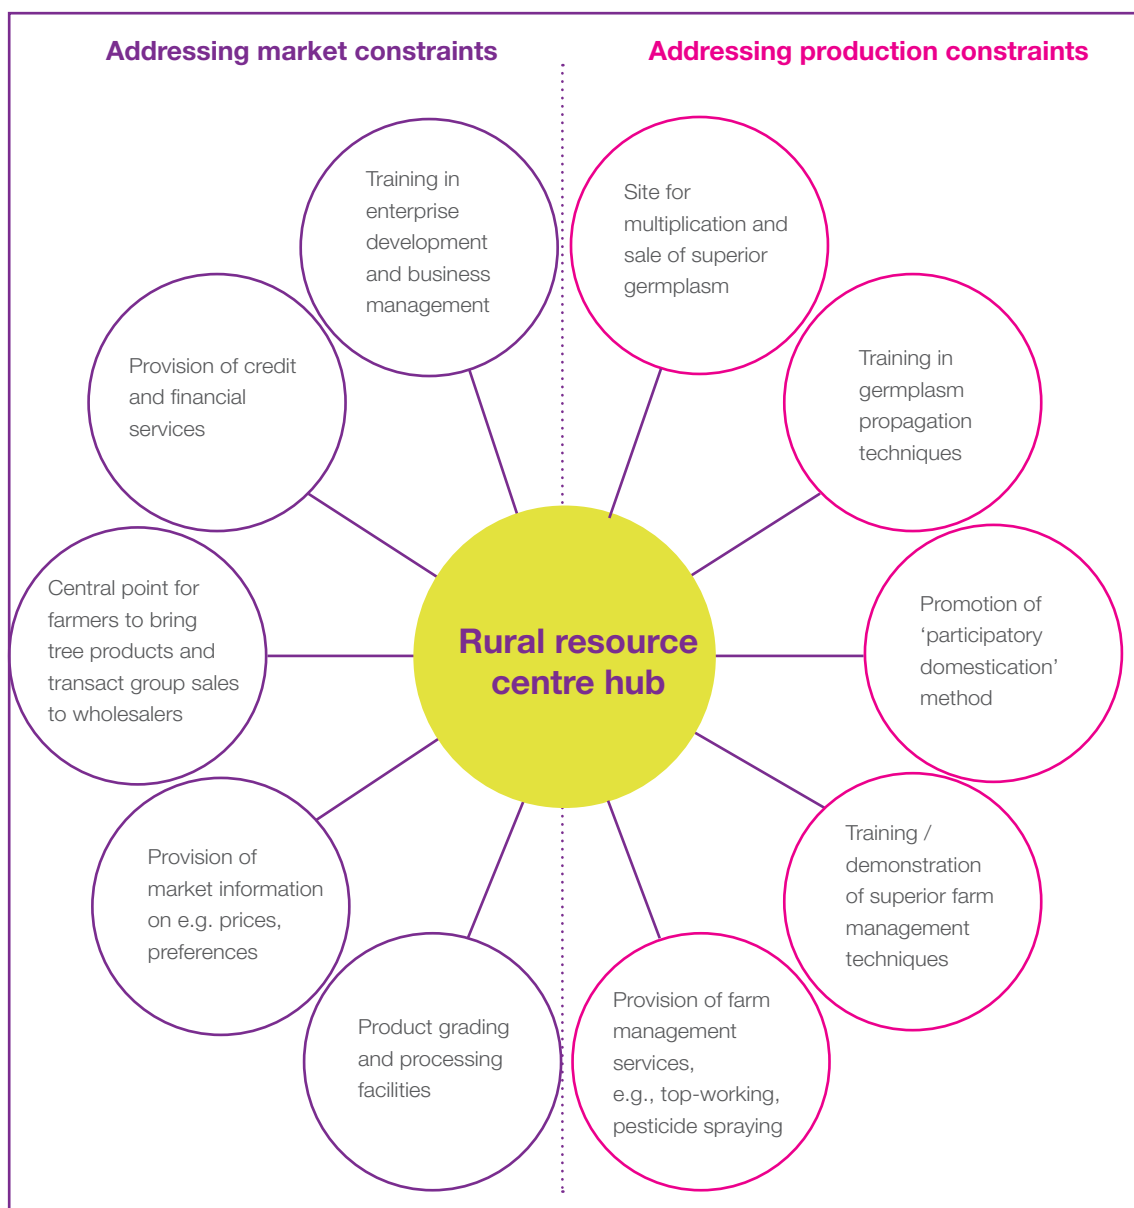 Addressing market constraints
Addressing production constraints
Training in
enterprise
development
and business
management
Site for
multiplication and
sale of superior
germplasm
Provision of credit
and financial
services
Training in
germplasm
propagation
techniques
Central point for
farmers to bring
tree products and
transact group sales
to wholesalers
Rural resource
centre hub
Promotion of
‘participatory
domestication’
method
Provision of
market information
on e.g. prices,
preferences
Training /
demonstration
of superior farm
management
techniques
Product grading
and processing
facilities
Provision of farm
management
services,
e.g., top-working,
pesticide spraying